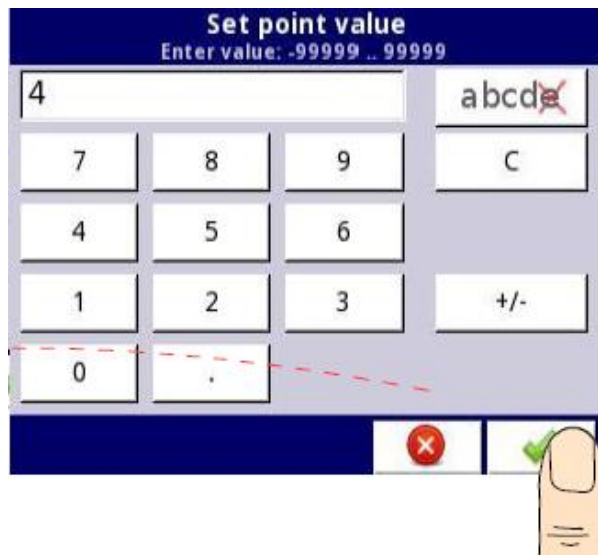 Set point value
Enter value: -99999 .. 99999
4 abcde
7 8 9 C
4 5 6
1 2 3 +/-
0 .